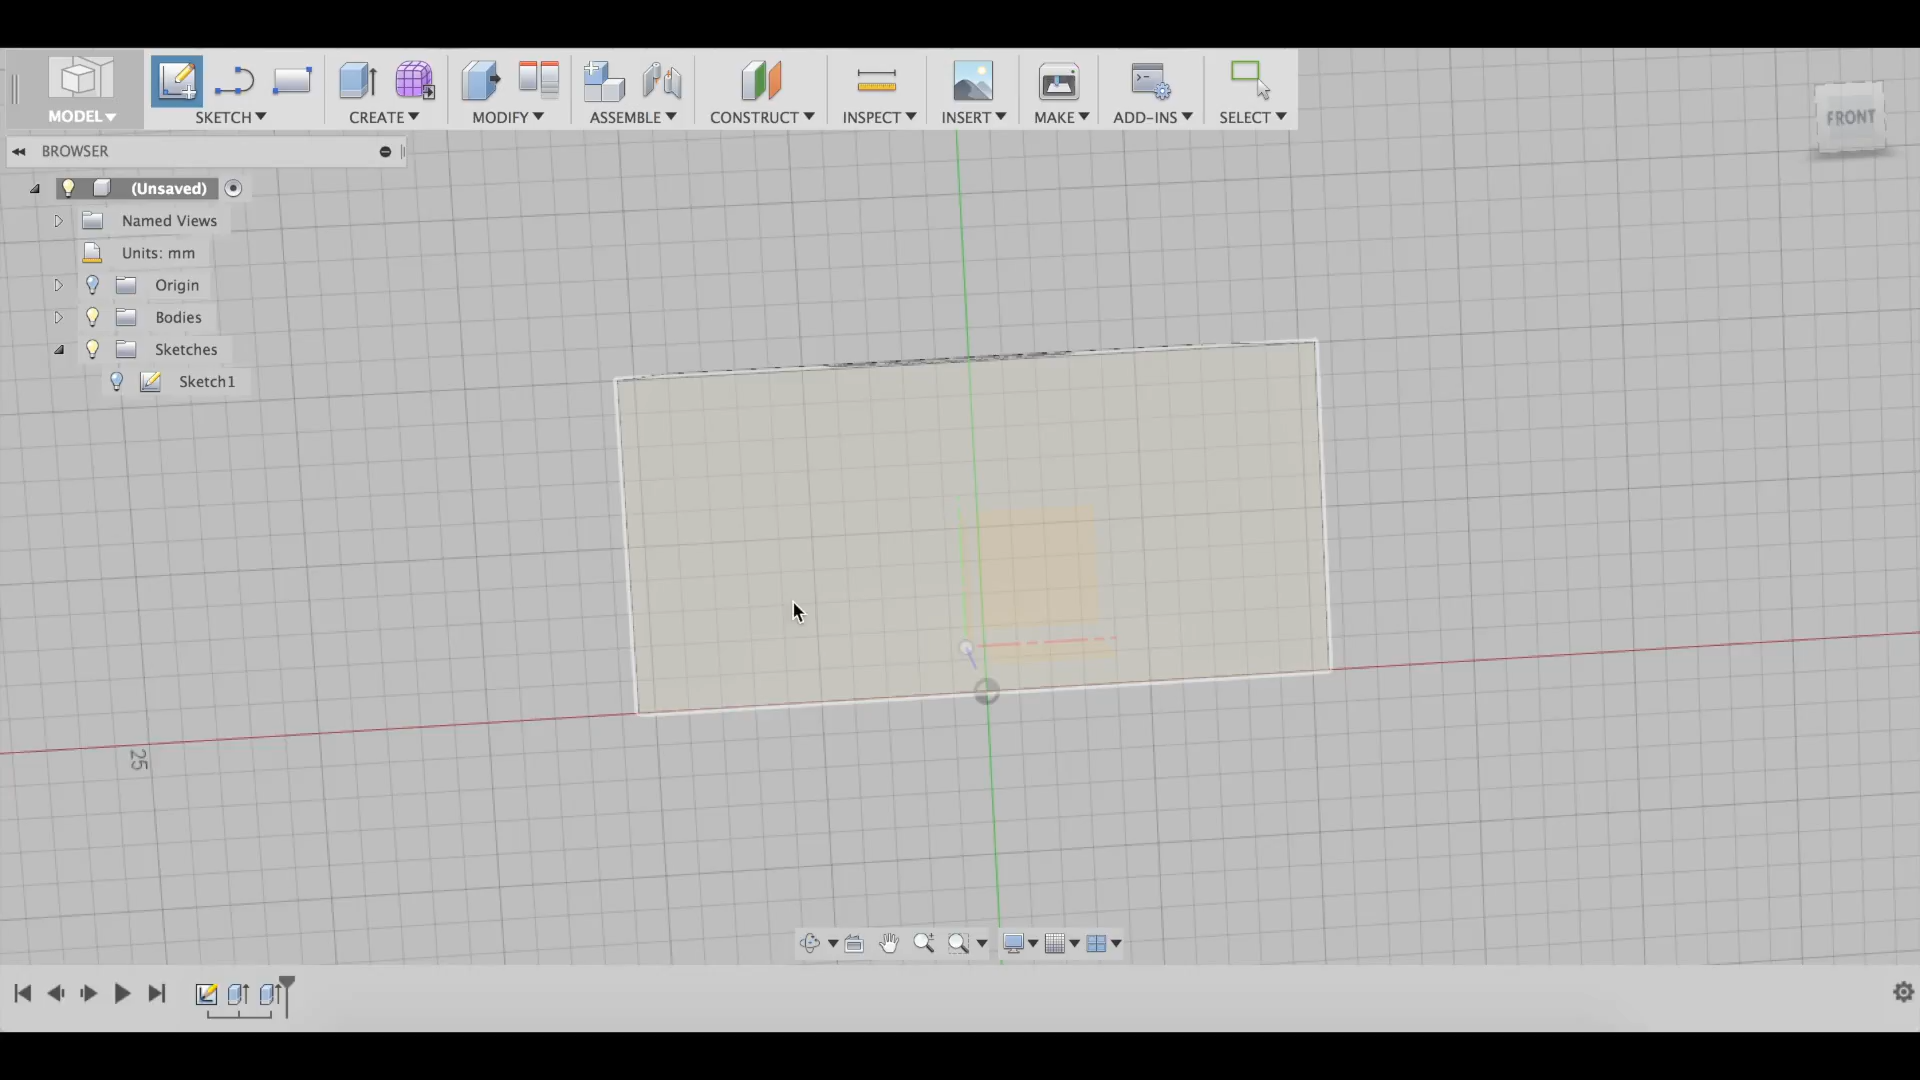 MODEL
SKETCH
CREATE
MODIFY
ASSEMBLE
CONSTRUCT
INSPECT
INSERT
MAKE
ADD-INS
SELECT
FRONT
BROWSER
(Unsaved)
Named Views
Units: mm
Origin
Bodies
Sketches
Sketch1
25